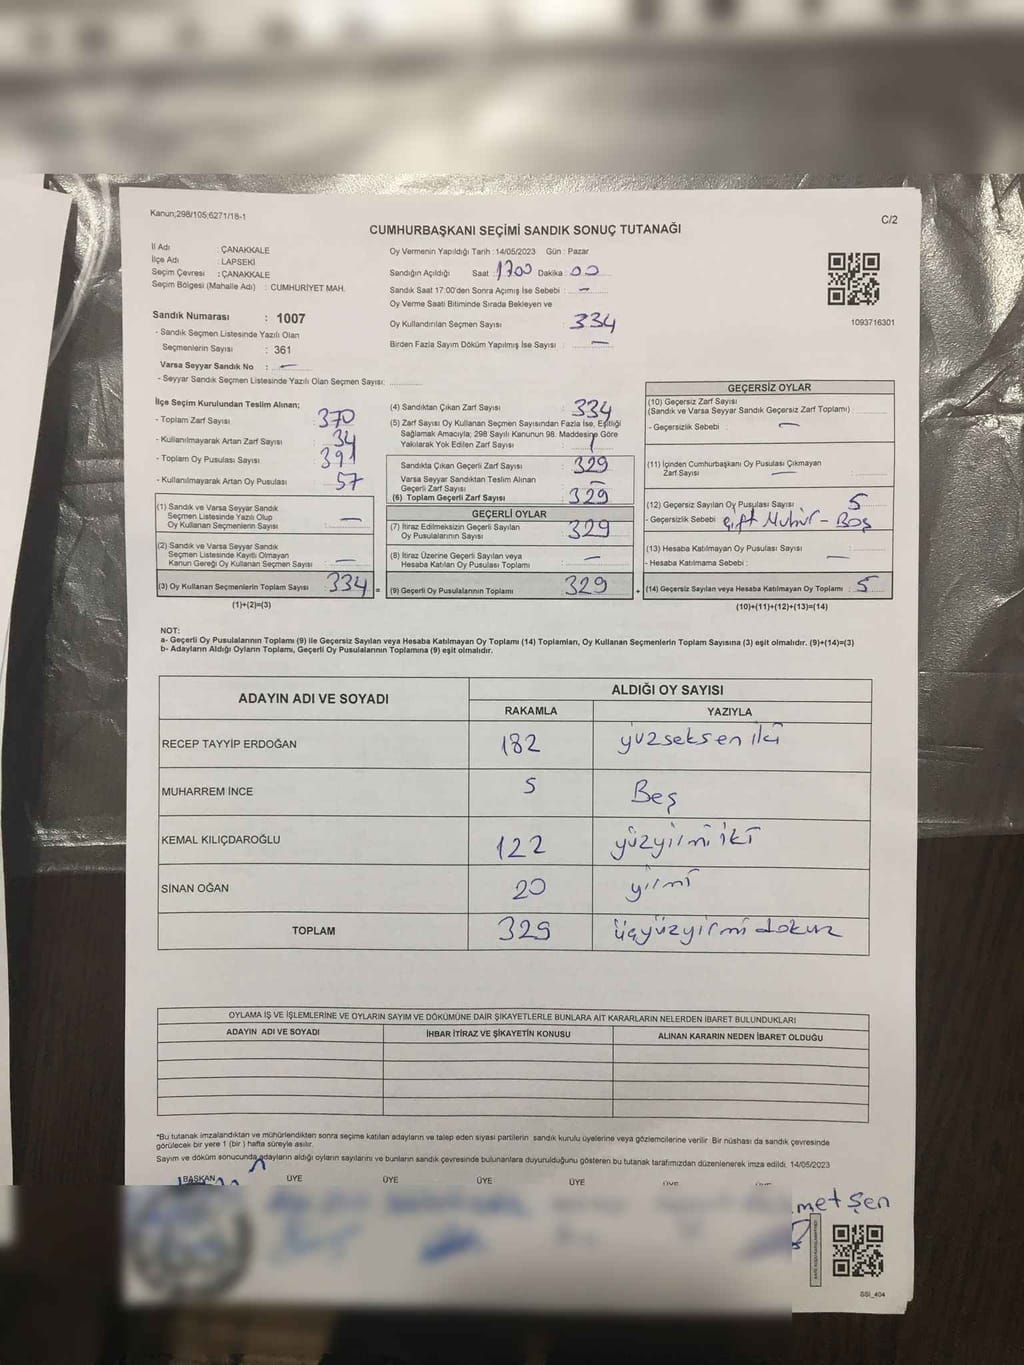 Kanun;298/105;6271/18-1
C/2
CUMHURBAŞKANI SEÇİMİ SANDIK SONUÇ TUTANAĞI
İl Adı : ÇANAKKALE
İlçe Adı : LAPSEKİ
Seçim Çevresi : ÇANAKKALE
Seçim Bölgesi (Mahalle Adı) : CUMHURİYET MAH.
Sandık Numarası : 1007
- Sandık Seçmen Listesinde Yazılı Olan
Seçmenlerin Sayısı : 361
Varsa Seyyar Sandık No : —
- Seyyar Sandık Seçmen Listesinde Yazılı Olan Seçmen Sayısı:
Oy Vermenin Yapıldığı Tarih : 14/05/2023 Gün : Pazar
Sandığın Açıldığı Saat : 1700 Dakika : 00
Sandık Saat 17:00'den Sonra Açımış İse Sebebi : —
Oy Verme Saati Bitiminde Sırada Bekleyen ve
Oy Kullandırılan Seçmen Sayısı : 334
Birden Fazla Sayım Döküm Yapılmış İse Sayısı : —
1093716301
İlçe Seçim Kurulundan Teslim Alınan;
- Toplam Zarf Sayısı : 370
- Kullanılmayarak Artan Zarf Sayısı : 34
- Toplam Oy Pusulası Sayısı : 391
- Kullanılmayarak Artan Oy Pusulası : 57
(1) Sandık ve Varsa Seyyar Sandık
Seçmen Listesinde Yazılı Olup
Oy Kullanan Seçmenlerin Sayısı : —
(2) Sandık ve Varsa Seyyar Sandık
Seçmen Listesinde Kayıtlı Olmayan
Kanun Gereği Oy Kullanan Seçmen Sayısı : —
(3) Oy Kullanan Seçmenlerin Toplam Sayısı : 334
(1)+(2)=(3)
(4) Sandıktan Çıkan Zarf Sayısı : 334
(5) Zarf Sayısı Oy Kullanan Seçmen Sayısından Fazla İse, Eşitliği
Sağlamak Amacıyla; 298 Sayılı Kanunun 98. Maddesine Göre
Yakılarak Yok Edilen Zarf Sayısı :
Sandıkta Çıkan Geçerli Zarf Sayısı : 329
Varsa Seyyar Sandıktan Teslim Alınan
Geçerli Zarf Sayısı : —
(6) Toplam Geçerli Zarf Sayısı : 329
GEÇERLİ OYLAR
(7) İtiraz Edilmeksizin Geçerli Sayılan
Oy Pusulalarının Sayısı : 329
(8) İtiraz Üzerine Geçerli Sayılan veya
Hesaba Katılan Oy Pusulası Toplamı : —
= (9) Geçerli Oy Pusulalarının Toplamı : 329
GEÇERSİZ OYLAR
(10) Geçersiz Zarf Sayısı
(Sandık ve Varsa Seyyar Sandık Geçersiz Zarf Toplamı) :
- Geçersizlik Sebebi : —
(11) İçinden Cumhurbaşkanı Oy Pusulası Çıkmayan
Zarf Sayısı : —
(12) Geçersiz Sayılan Oy Pusulası Sayısı : 5
- Geçersizlik Sebebi : Çift Mühür - Boş
(13) Hesaba Katılmayan Oy Pusulası Sayısı : —
- Hesaba Katılmama Sebebi : —
+ (14) Geçersiz Sayılan veya Hesaba Katılmayan Oy Toplamı : 5
(10)+(11)+(12)+(13)=(14)
NOT:
a- Geçerli Oy Pusulalarının Toplamı (9) ile Geçersiz Sayılan veya Hesaba Katılmayan Oy Toplamı (14) Toplamları, Oy Kullanan Seçmenlerin Toplam Sayısına (3) eşit olmalıdır. (9)+(14)=(3)
b- Adayların Aldığı Oyların Toplamı, Geçerli Oy Pusulalarının Toplamına (9) eşit olmalıdır.
ADAYIN ADI VE SOYADI ALDIĞI OY SAYISI
RAKAMLA YAZIYLA
RECEP TAYYİP ERDOĞAN 182 yüzseksen iki
MUHARREM İNCE 5 Beş
KEMAL KILIÇDAROĞLU 122 yüzyirmi iki
SİNAN OĞAN 20 yirmi
TOPLAM 329 üçyüzyirmi dokuz
OYLAMA İŞ VE İŞLEMLERİNE VE OYLARIN SAYIM VE DÖKÜMÜNE DAİR ŞİKAYETLERLE BUNLARA AİT KARARLARIN NELERDEN İBARET BULUNDUKLARI
ADAYIN ADI VE SOYADI İHBAR İTİRAZ VE ŞİKAYETİN KONUSU ALINAN KARARIN NEDEN İBARET OLDUĞU
*Bu tutanak imzalandıktan ve mühürlendikten sonra seçime katılan adayların ve talep eden siyasi partilerin sandık kurulu üyelerine veya gözlemcilerine verilir. Bir nüshası da sandık çevresinde
görülecek bir yere 1 (bir ) hafta süreyle asılır.
Sayım ve döküm sonucunda adayların aldığı oyların sayılarını ve bunların sandık çevresinde bulunanlara duyurulduğunu gösteren bu tutanak tarafımızdan düzenlenerek imza edildi. 14/05/2023
BAŞKAN ÜYE ÜYE ÜYE ÜYE ÜYE
met Şen
SSİ_404